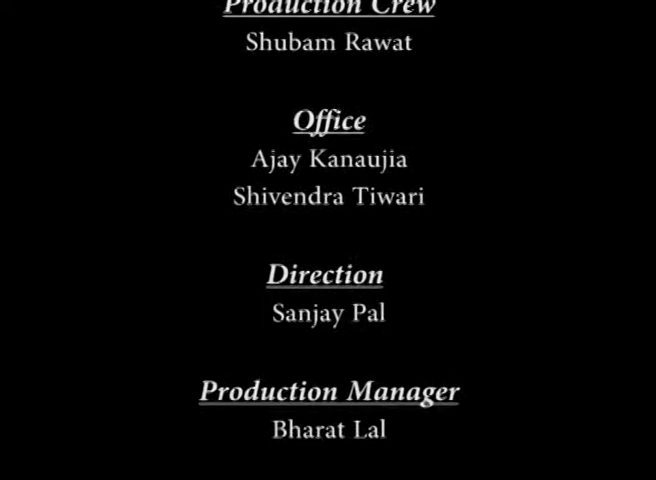 Production Crew
Shubam Rawat
Office
Ajay Kanaujia
Shivendra Tiwari
Direction
Sanjay Pal
Production Manager
Bharat Lal